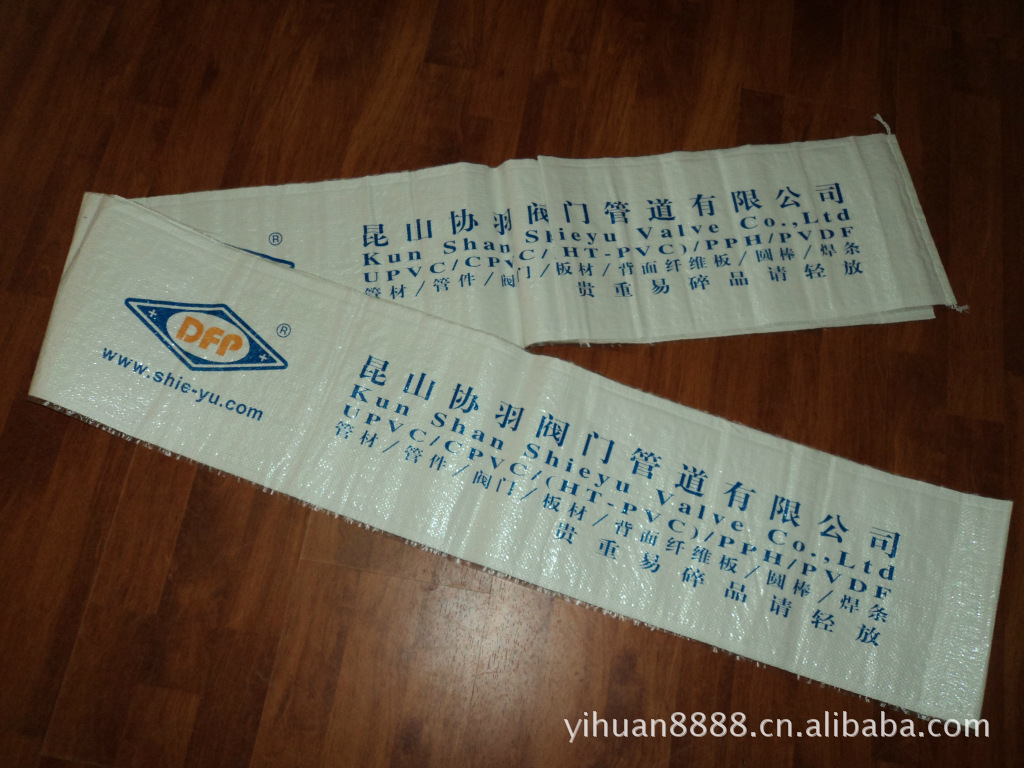 ®
昆山协羽阀门管道有限公司
Kun Shan Shieyu Valve Co.,Ltd
UPVC/CPVC/ HT-PVC)/PPH/PVDF
管材/管件/阀门/板材/背面纤维板/圆棒/焊条
贵重易碎品请轻放
DFP ®
www.shie-yu.com
昆山协羽阀门管道有限公司
Kun Shan Shieyu Valve Co.,Ltd
UPVC/CPVC/(HT-PVC)/PPH/PVDF
管材/管件/阀门/板材/背面纤维板/圆棒/焊条
贵重易碎品请轻放
yihuan8888.cn.alibaba.com